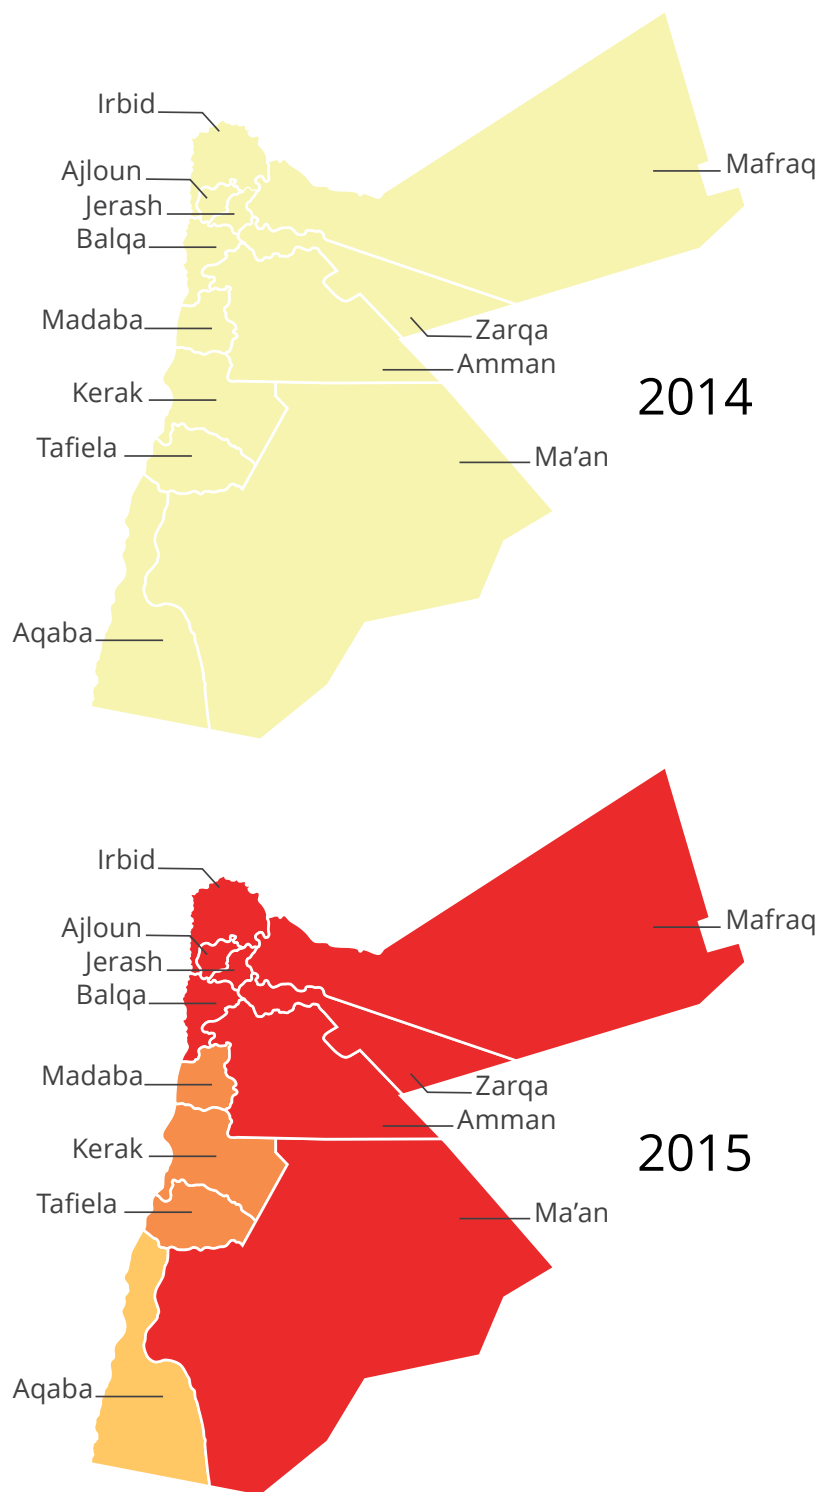 Irbid
Mafraq
Ajloun
Jerash
Balqa
Madaba
Zarqa
Amman
Kerak
2014
Tafiela
Ma’an
Aqaba
Irbid
Mafraq
Ajloun
Jerash
Balqa
Madaba
Zarqa
Amman
Kerak
2015
Tafiela
Ma’an
Aqaba